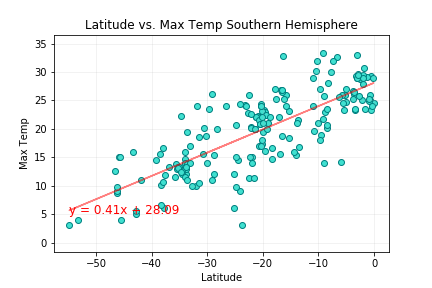 Latitude vs. Max Temp Southern Hemisphere
35
30
25
20
15
10
5
0
Max Temp
y = 0.41x + 28.09
−50 −40 −30 −20 −10 0
Latitude